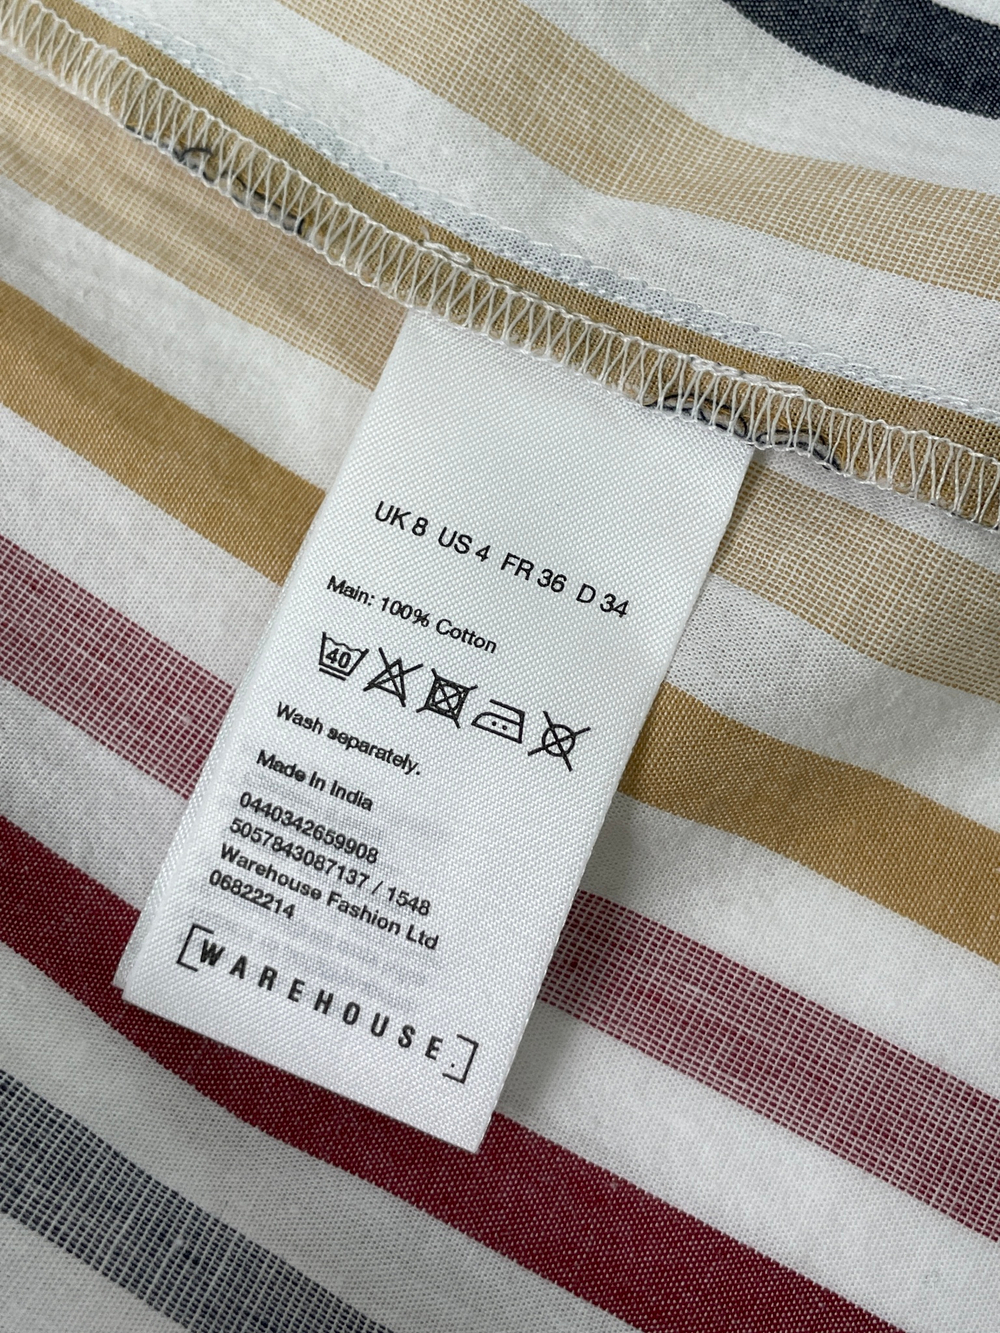 UK 8 US 4 FR 36 D 34
Main: 100% Cotton
40
Wash separately.
Made In India
0440342659908
5057843087137 / 1548
Warehouse Fashion Ltd
06822214
[WAREHOUSE.]